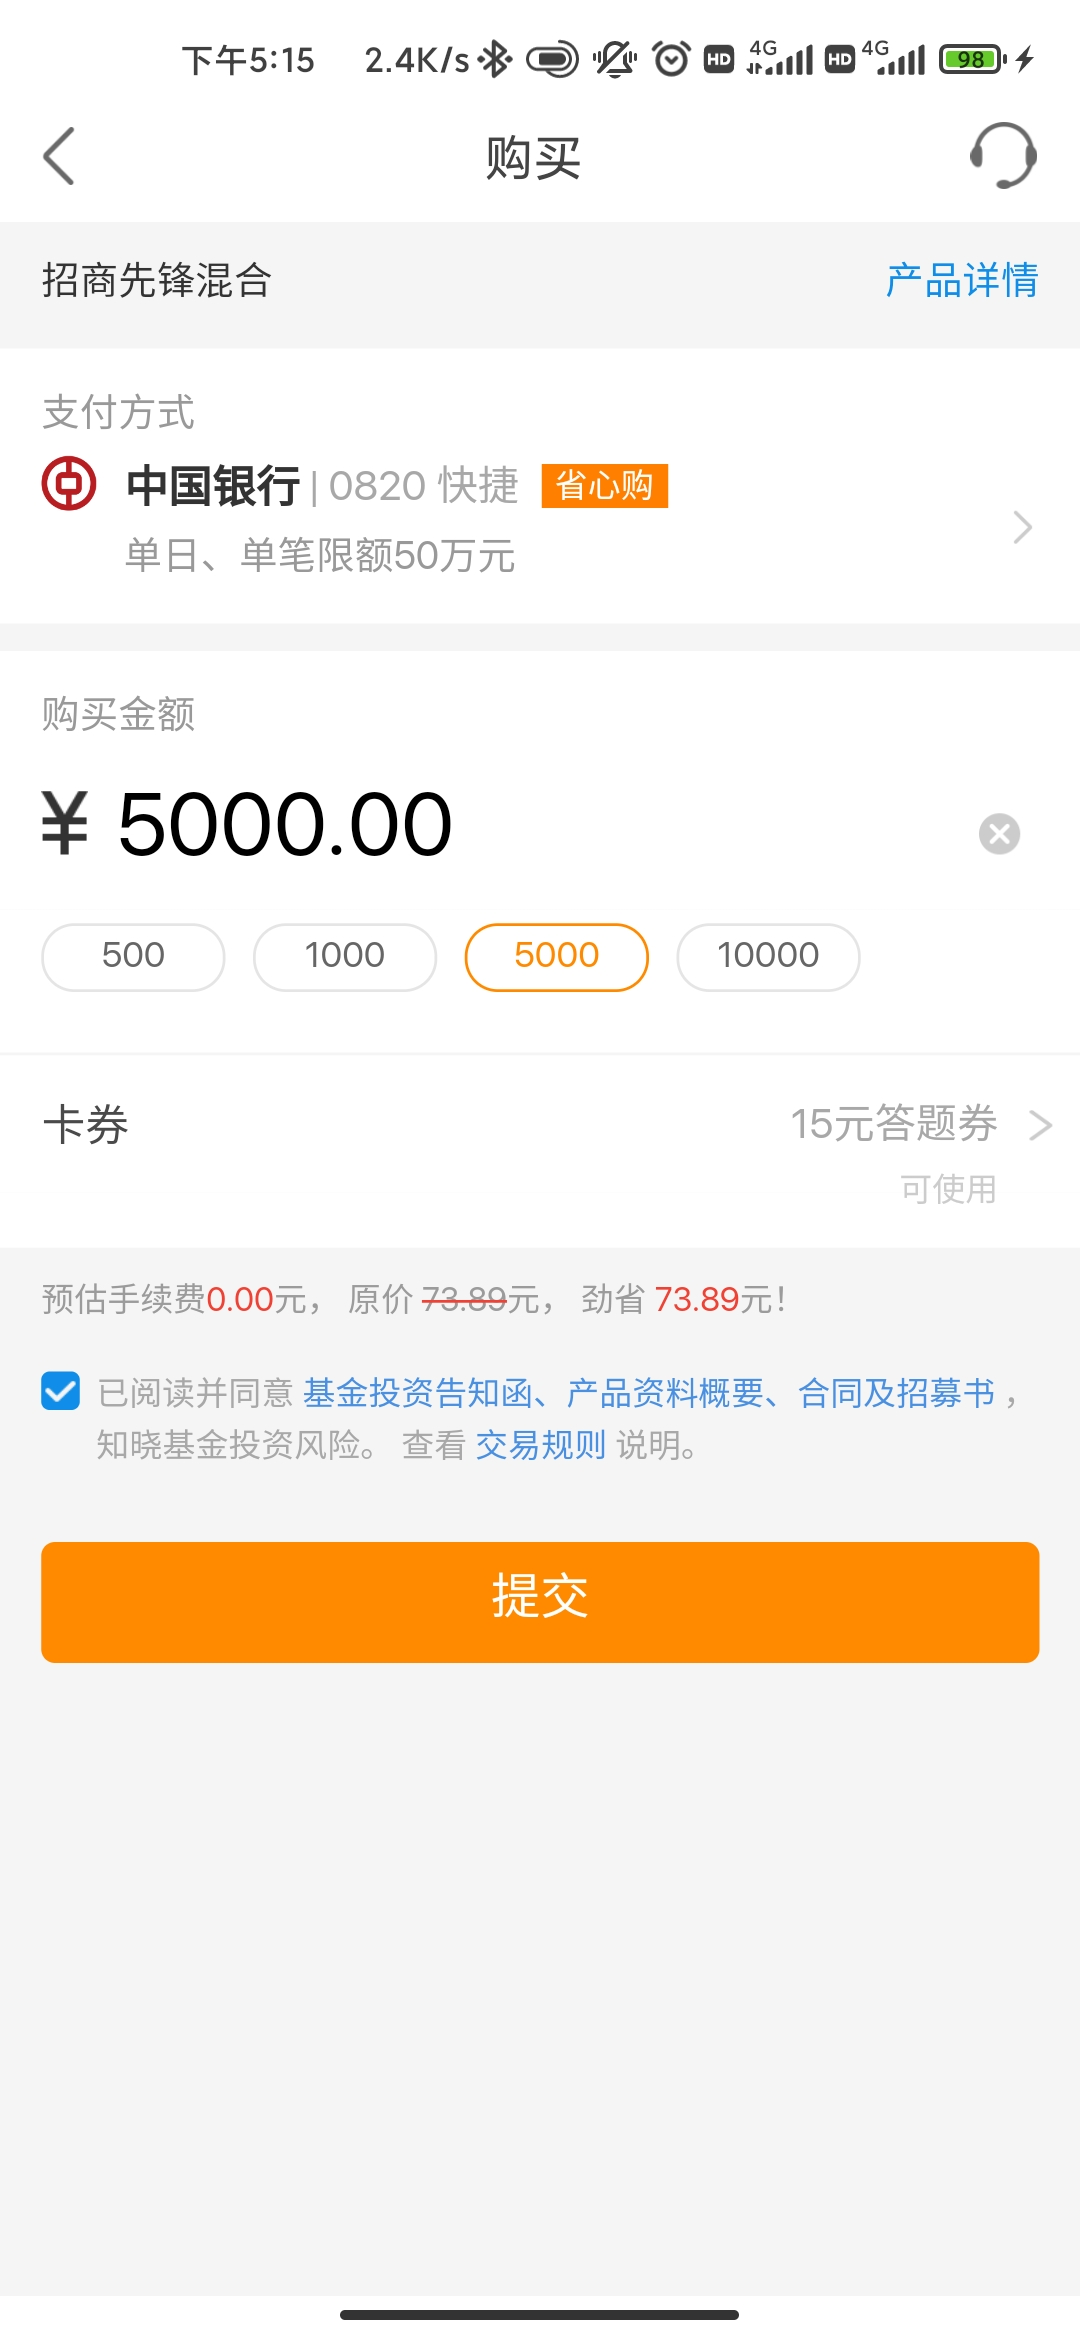 下午5:15 2.4K/s HD 4G HD 4G 98
购买
招商先锋混合 产品详情
支付方式
中国银行 | 0820 快捷 省心购
单日、单笔限额50万元
购买金额
¥ 5000.00
500 1000 5000 10000
卡券 15元答题券
可使用
预估手续费0.00元， 原价 73.89元， 劲省 73.89元！
已阅读并同意 基金投资告知函、产品资料概要、合同及招募书，
知晓基金投资风险。 查看 交易规则 说明。
提交